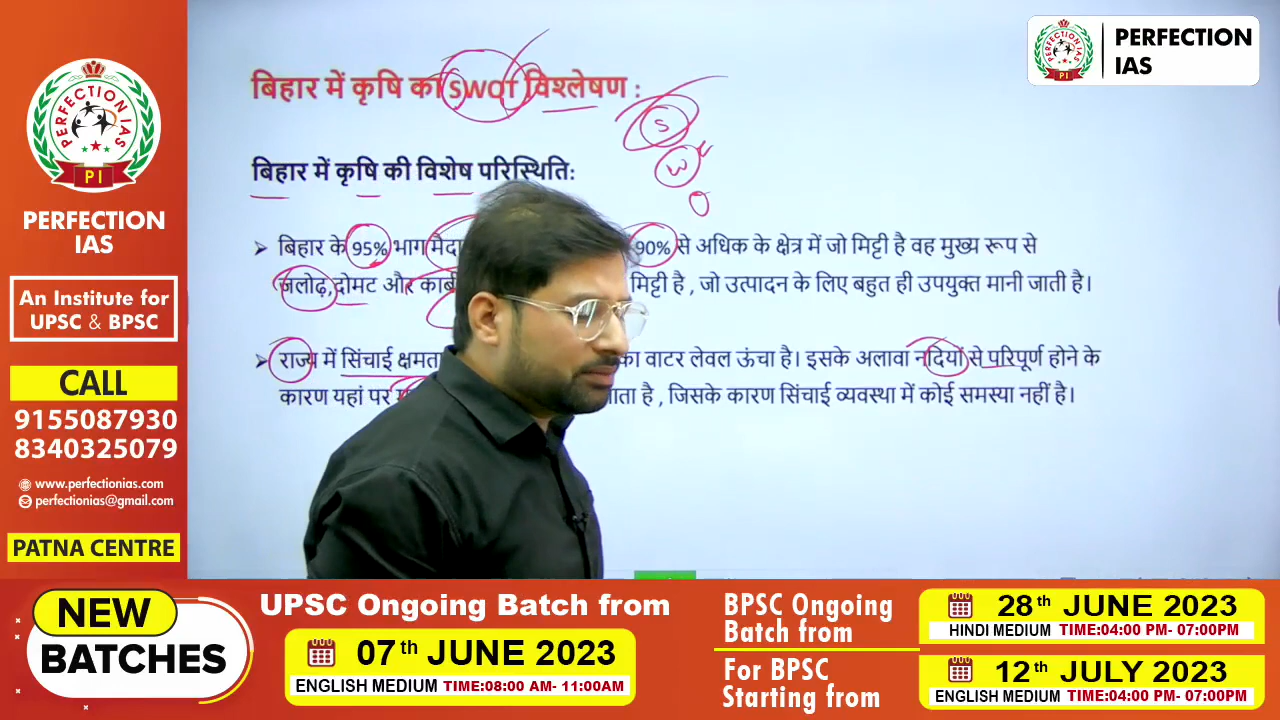 PERFECTION IAS
PI
PERFECTION
IAS
An Institute for
UPSC & BPSC
CALL
9155087930
8340325079
www.perfectionias.com
perfectionias@gmail.com
PATNA CENTRE
PERFECTION
IAS
बिहार में कृषि का SWOT विश्लेषण :
S
W
O
बिहार में कृषि की विशेष परिस्थिति:
➤ बिहार के 95% भाग 90% से अधिक के क्षेत्र में जो मिट्टी है वह मुख्य रूप से
जलोढ़, दोमट और मिट्टी है , जो उत्पादन के लिए बहुत ही उपयुक्त मानी जाती है।
➤ राज्य में सिंचाई क्षमता का वाटर लेवल ऊंचा है। इसके अलावा नदियों से परिपूर्ण होने के
कारण यहां पर है , जिसके कारण सिंचाई व्यवस्था में कोई समस्या नहीं है।
NEW
BATCHES
UPSC Ongoing Batch from
07th JUNE 2023
ENGLISH MEDIUM TIME:08:00 AM- 11:00AM
BPSC Ongoing
Batch from
28th JUNE 2023
HINDI MEDIUM TIME:04:00 PM- 07:00PM
For BPSC
Starting from
12th JULY 2023
ENGLISH MEDIUM TIME:04:00 PM- 07:00PM